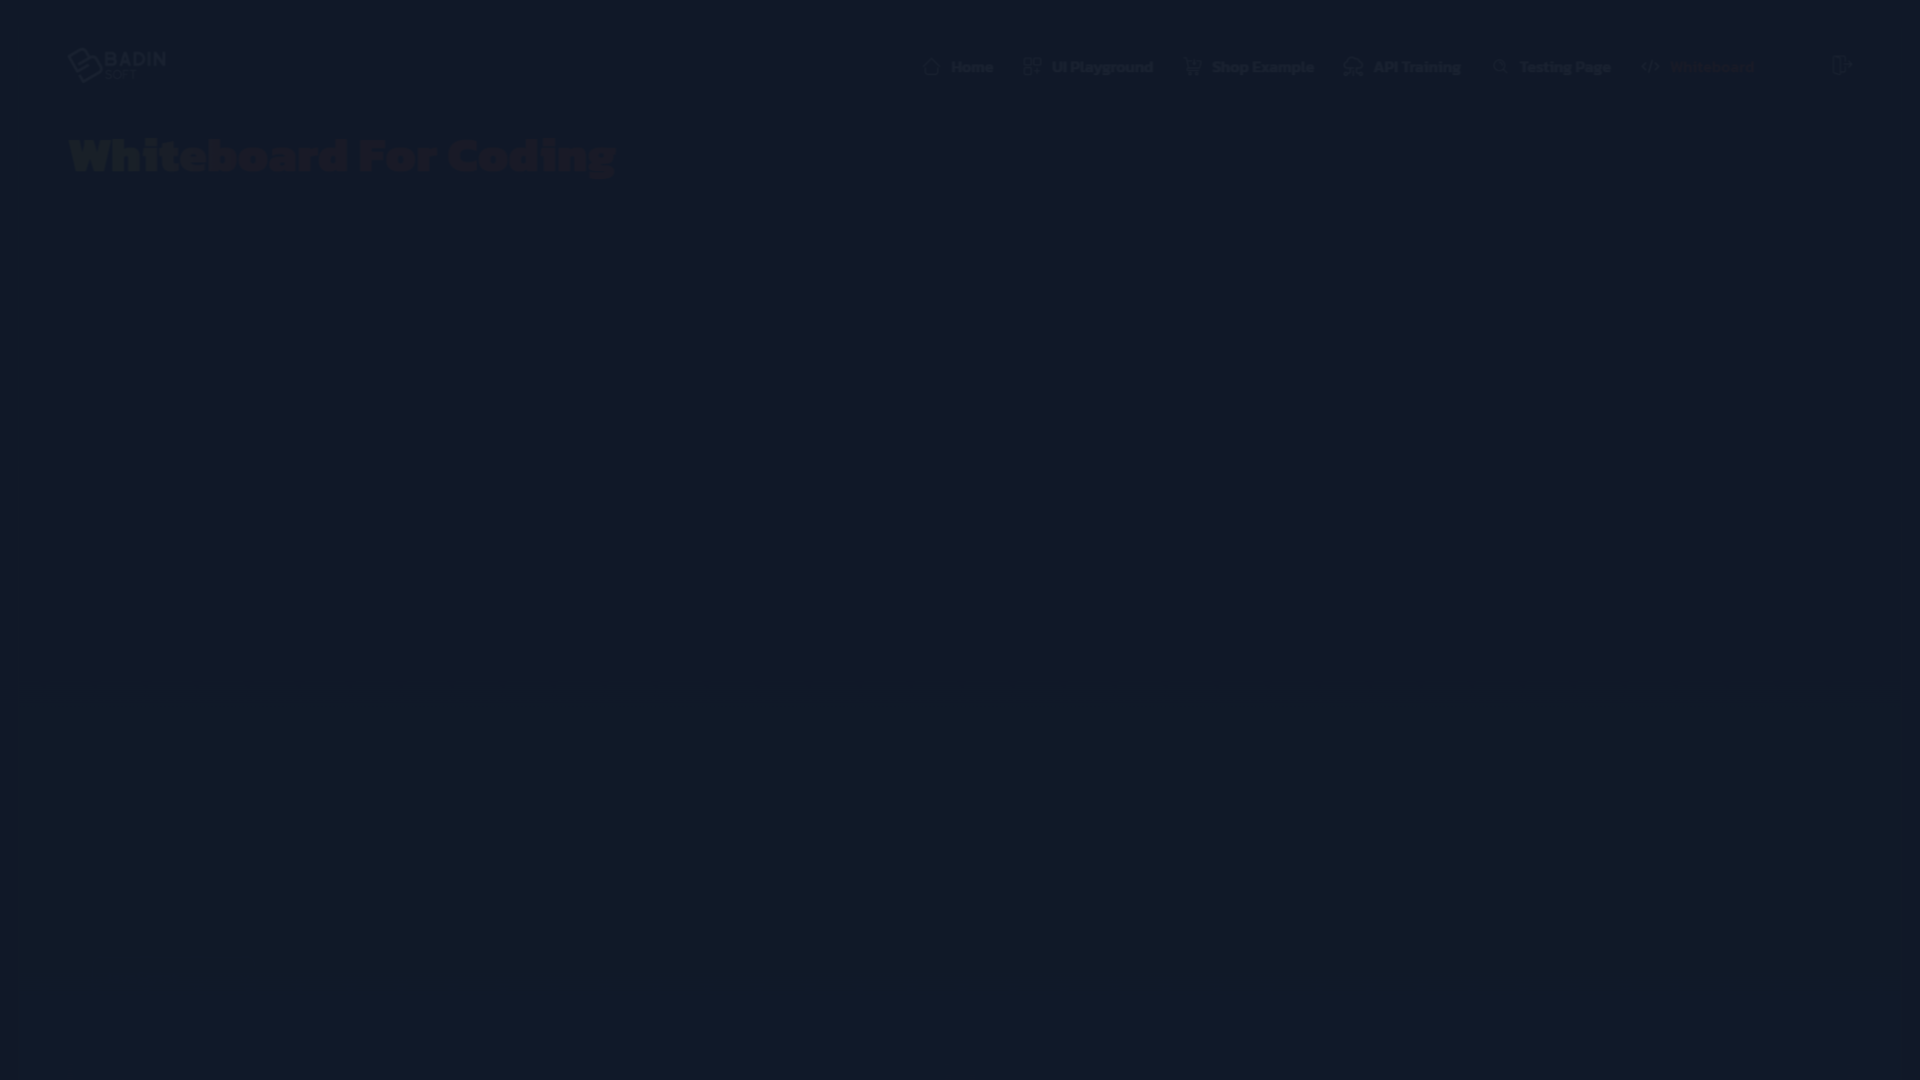 BADIN
SOFT
Home UI Playground Shop Example API Training Testing Page Whiteboard
Whiteboard For Coding